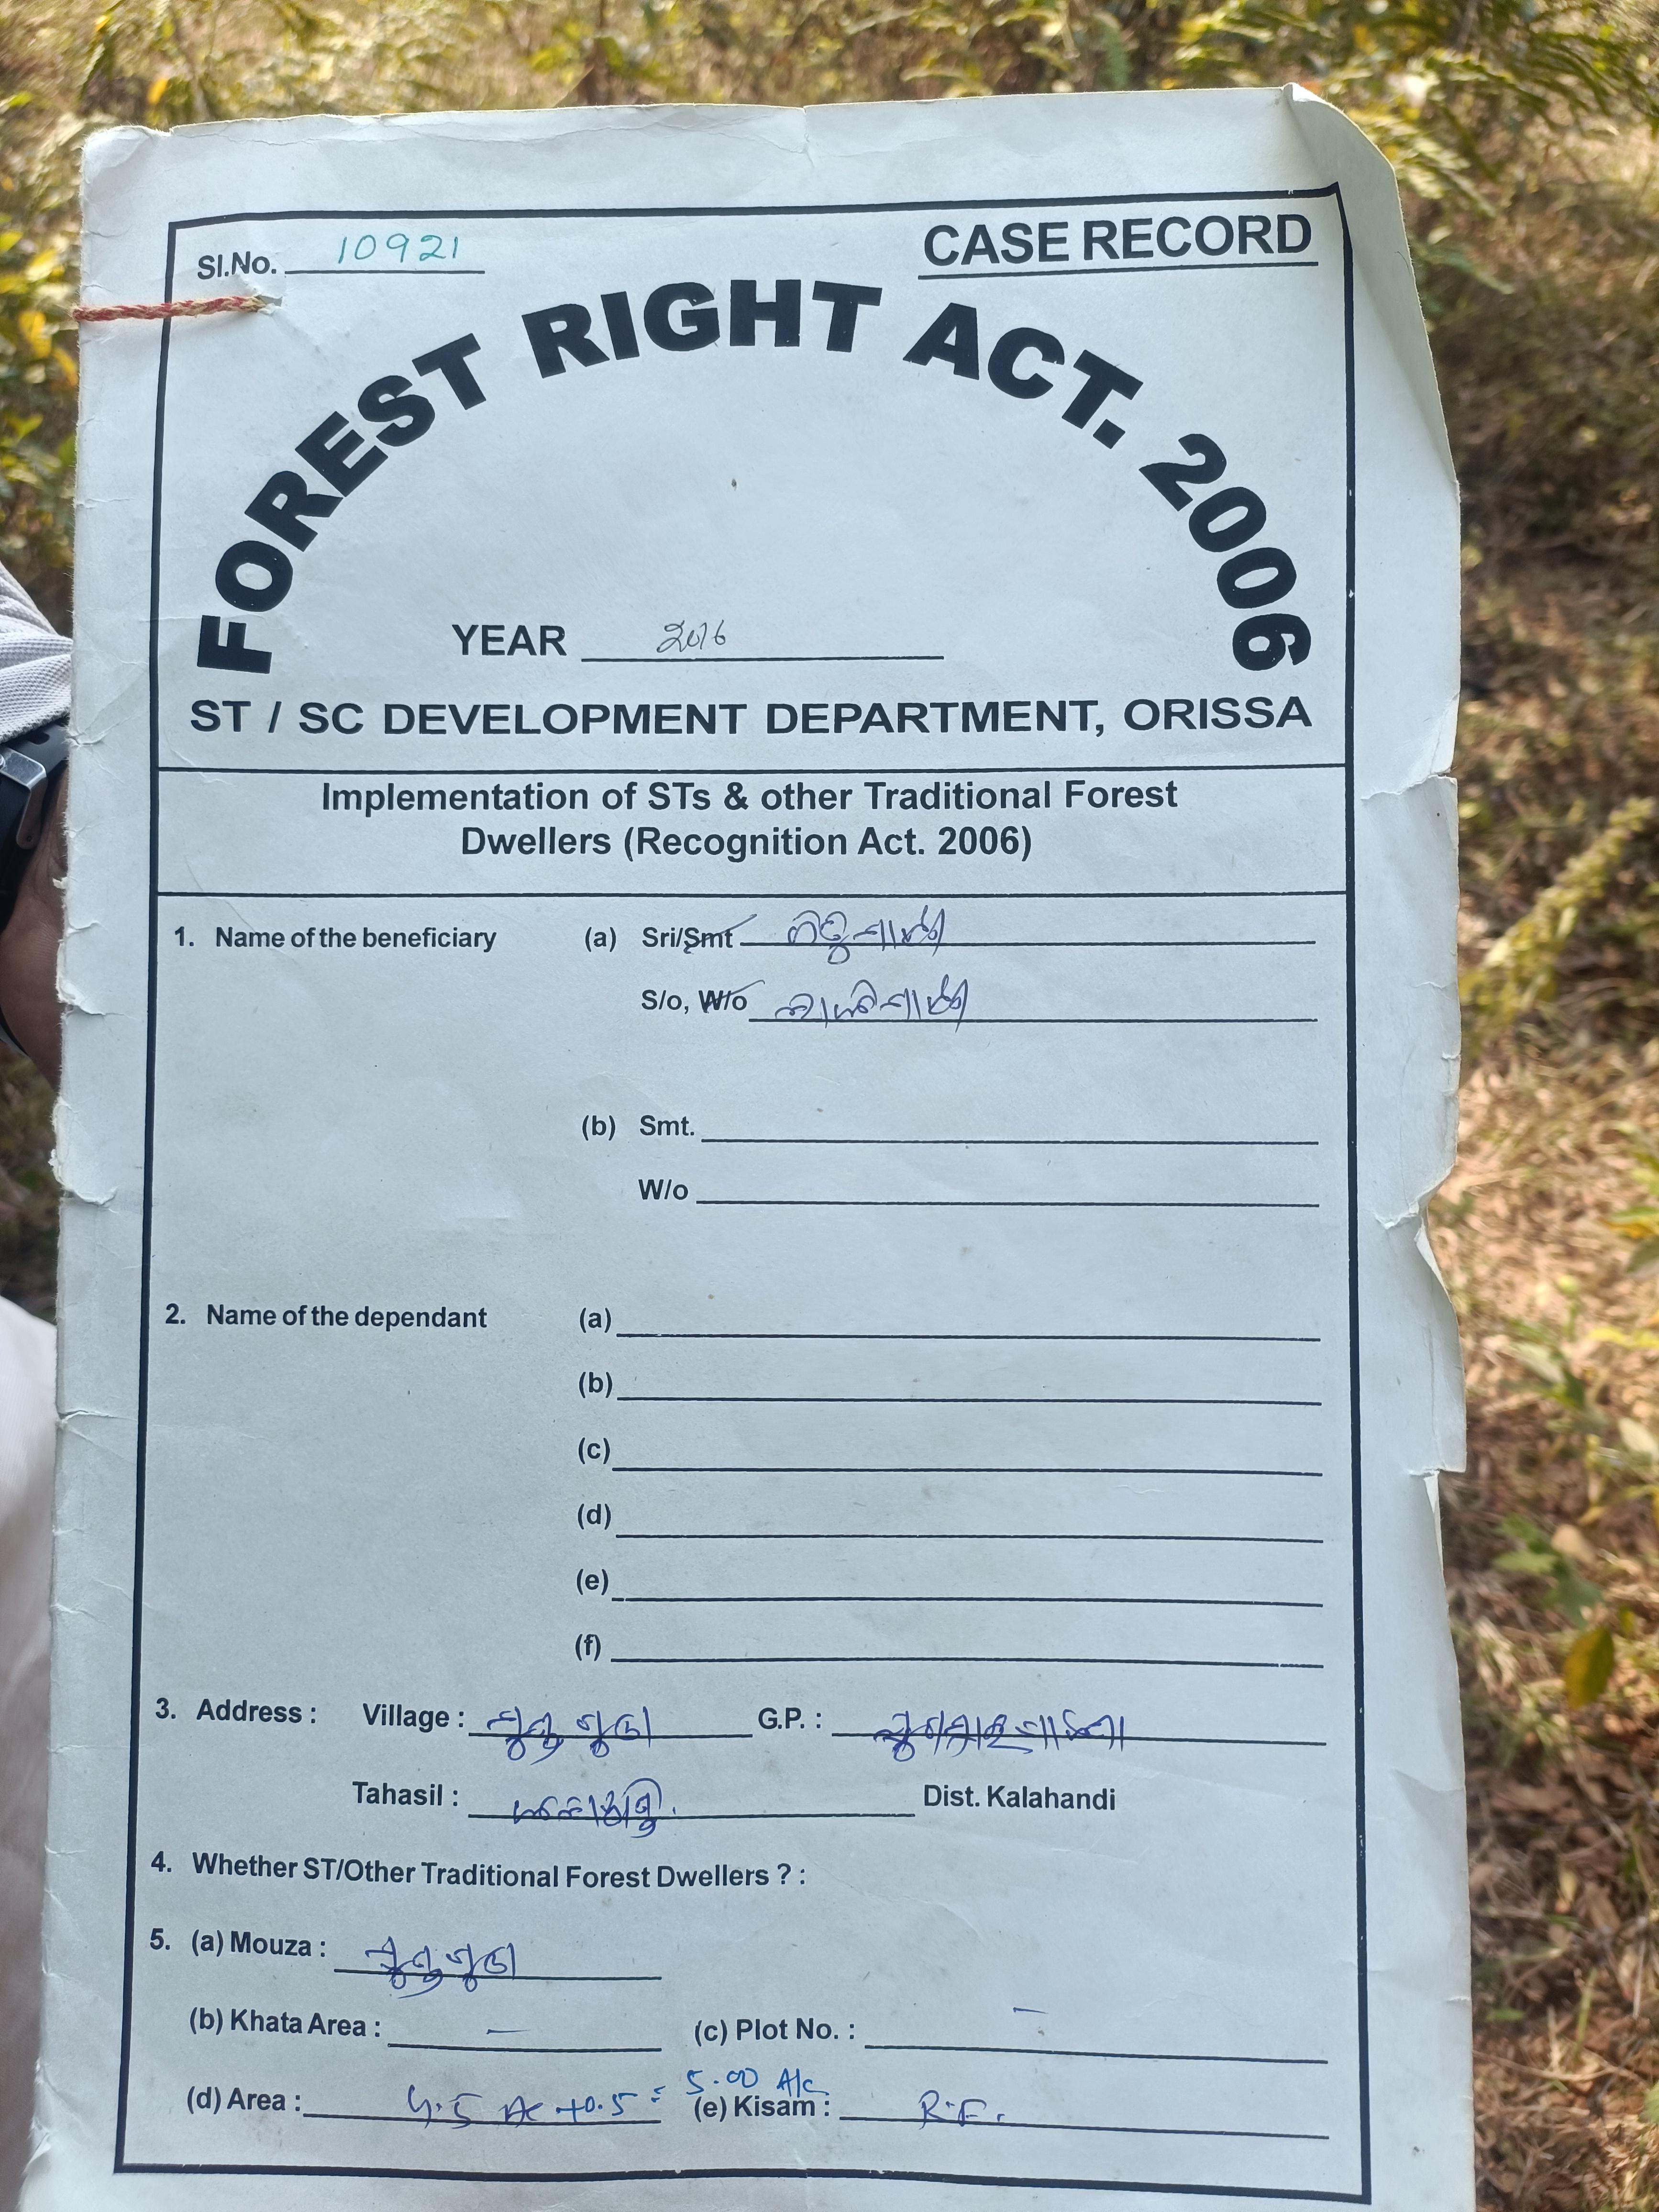 Sl.No. 10921
CASE RECORD
FOREST RIGHT ACT. 2006
YEAR 2016
ST / SC DEVELOPMENT DEPARTMENT, ORISSA
Implementation of STs & other Traditional Forest
Dwellers (Recognition Act. 2006)
1. Name of the beneficiary (a) Sri/Smt
S/o, W/o
(b) Smt.
W/o
2. Name of the dependant (a)
(b)
(c)
(d)
(e)
(f)
3. Address : Village : G.P. :
Tahasil : Dist. Kalahandi
4. Whether ST/Other Traditional Forest Dwellers ? :
5. (a) Mouza :
(b) Khata Area : — (c) Plot No. : —
(d) Area : 4.5 Ac +0.5 = 5.00 A/c (e) Kisam : R.F.